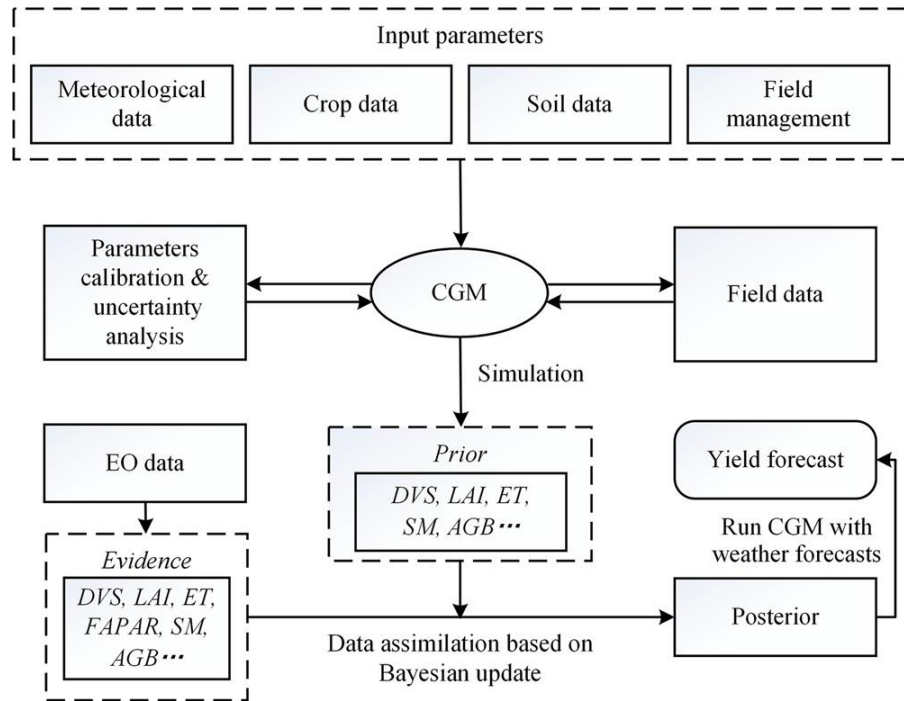 Input parameters
Meteorological
data
Crop data
Soil data
Field
management
Parameters
calibration &
uncertainty
analysis
CGM
Field data
Simulation
EO data
Prior
DVS, LAI, ET,
SM, AGB⋯
Yield forecast
Run CGM with
weather forecasts
Evidence
DVS, LAI, ET,
FAPAR, SM,
AGB⋯
Data assimilation based on
Bayesian update
Posterior